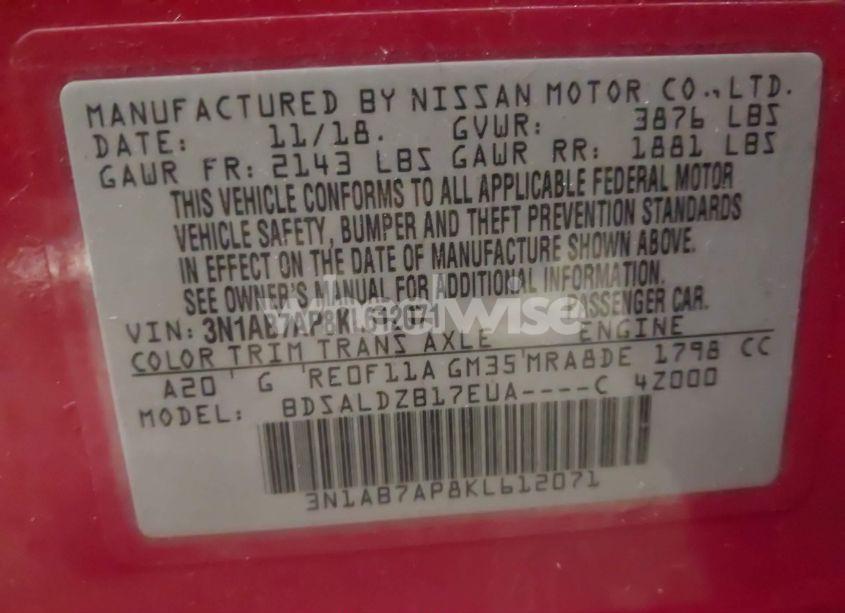 MANUFACTURED BY NISSAN MOTOR CO.,LTD.
DATE: 11/18. GVWR: 3876 LBS
GAWR FR: 2143 LBS GAWR RR: 1881 LBS
THIS VEHICLE CONFORMS TO ALL APPLICABLE FEDERAL MOTOR
VEHICLE SAFETY, BUMPER AND THEFT PREVENTION STANDARDS
IN EFFECT ON THE DATE OF MANUFACTURE SHOWN ABOVE.
SEE OWNER'S MANUAL FOR ADDITIONAL INFORMATION.
wheelwise
VIN: 3N1AB7AP8KL612071 PASSENGER CAR.
COLOR TRIM TRANS AXLE ENGINE
A20 G RE0F11A GM35 MRA8DE 1798 CC
MODEL: BDSALDZB17EUA----C 4Z000
3N1AB7AP8KL612071